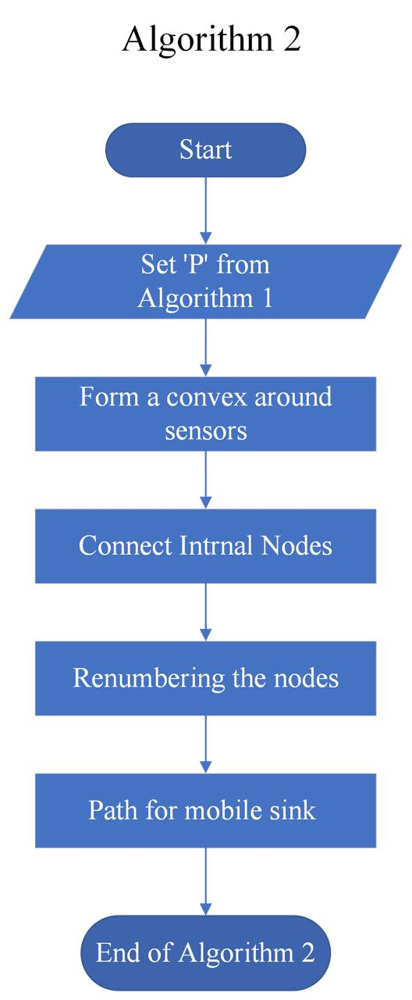 Algorithm 2
Start
Set 'P' from
Algorithm 1
Form a convex around
sensors
Connect Intrnal Nodes
Renumbering the nodes
Path for mobile sink
End of Algorithm 2